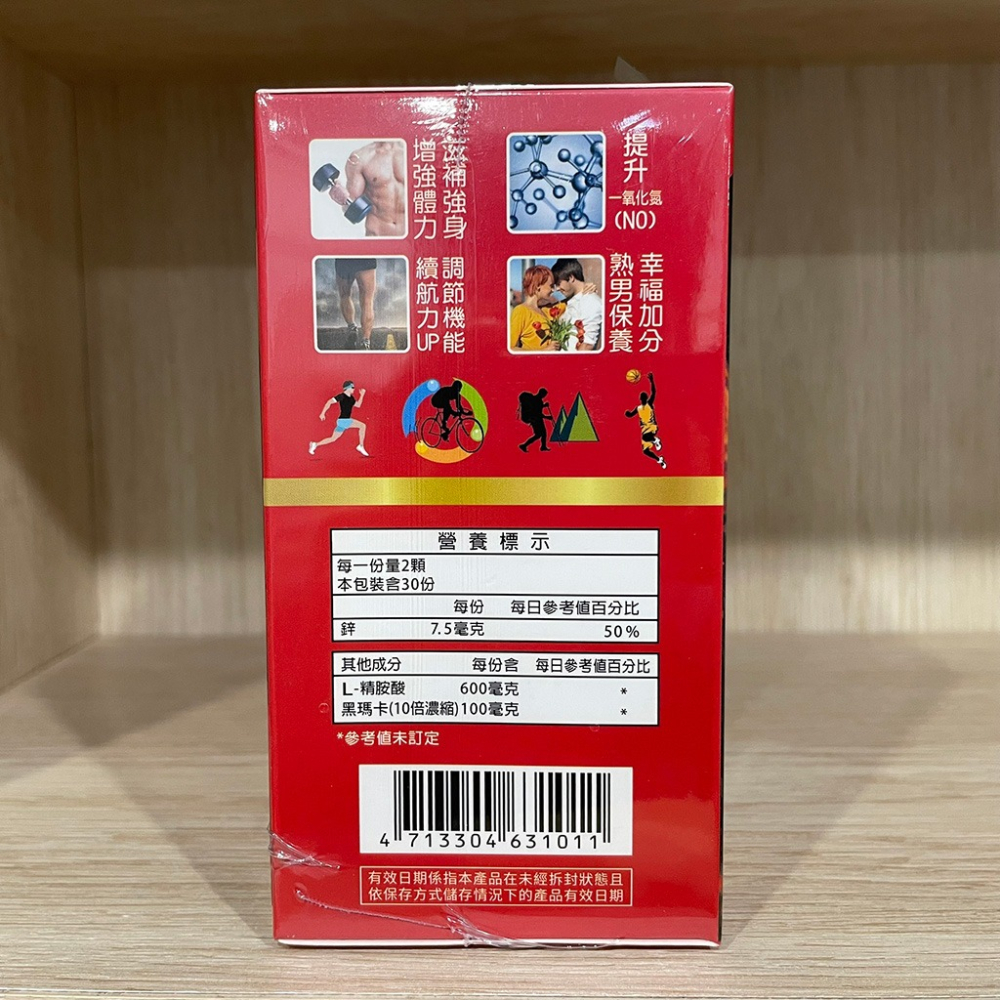 滋補強身
增強體力
提升
一氧化氮
(NO)
調節機能
續航力UP
幸福加分
熟男保養
營養標示
每一份量2顆
本包裝含30份
每份 每日參考值百分比
鋅 7.5毫克 50%
其他成分 每份含 每日參考值百分比
L-精胺酸 600毫克 *
黑瑪卡(10倍濃縮)100毫克 *
*參考值未訂定
4 713304 631011
有效日期係指本產品在未經拆封狀態且
依保存方式儲存情況下的產品有效日期